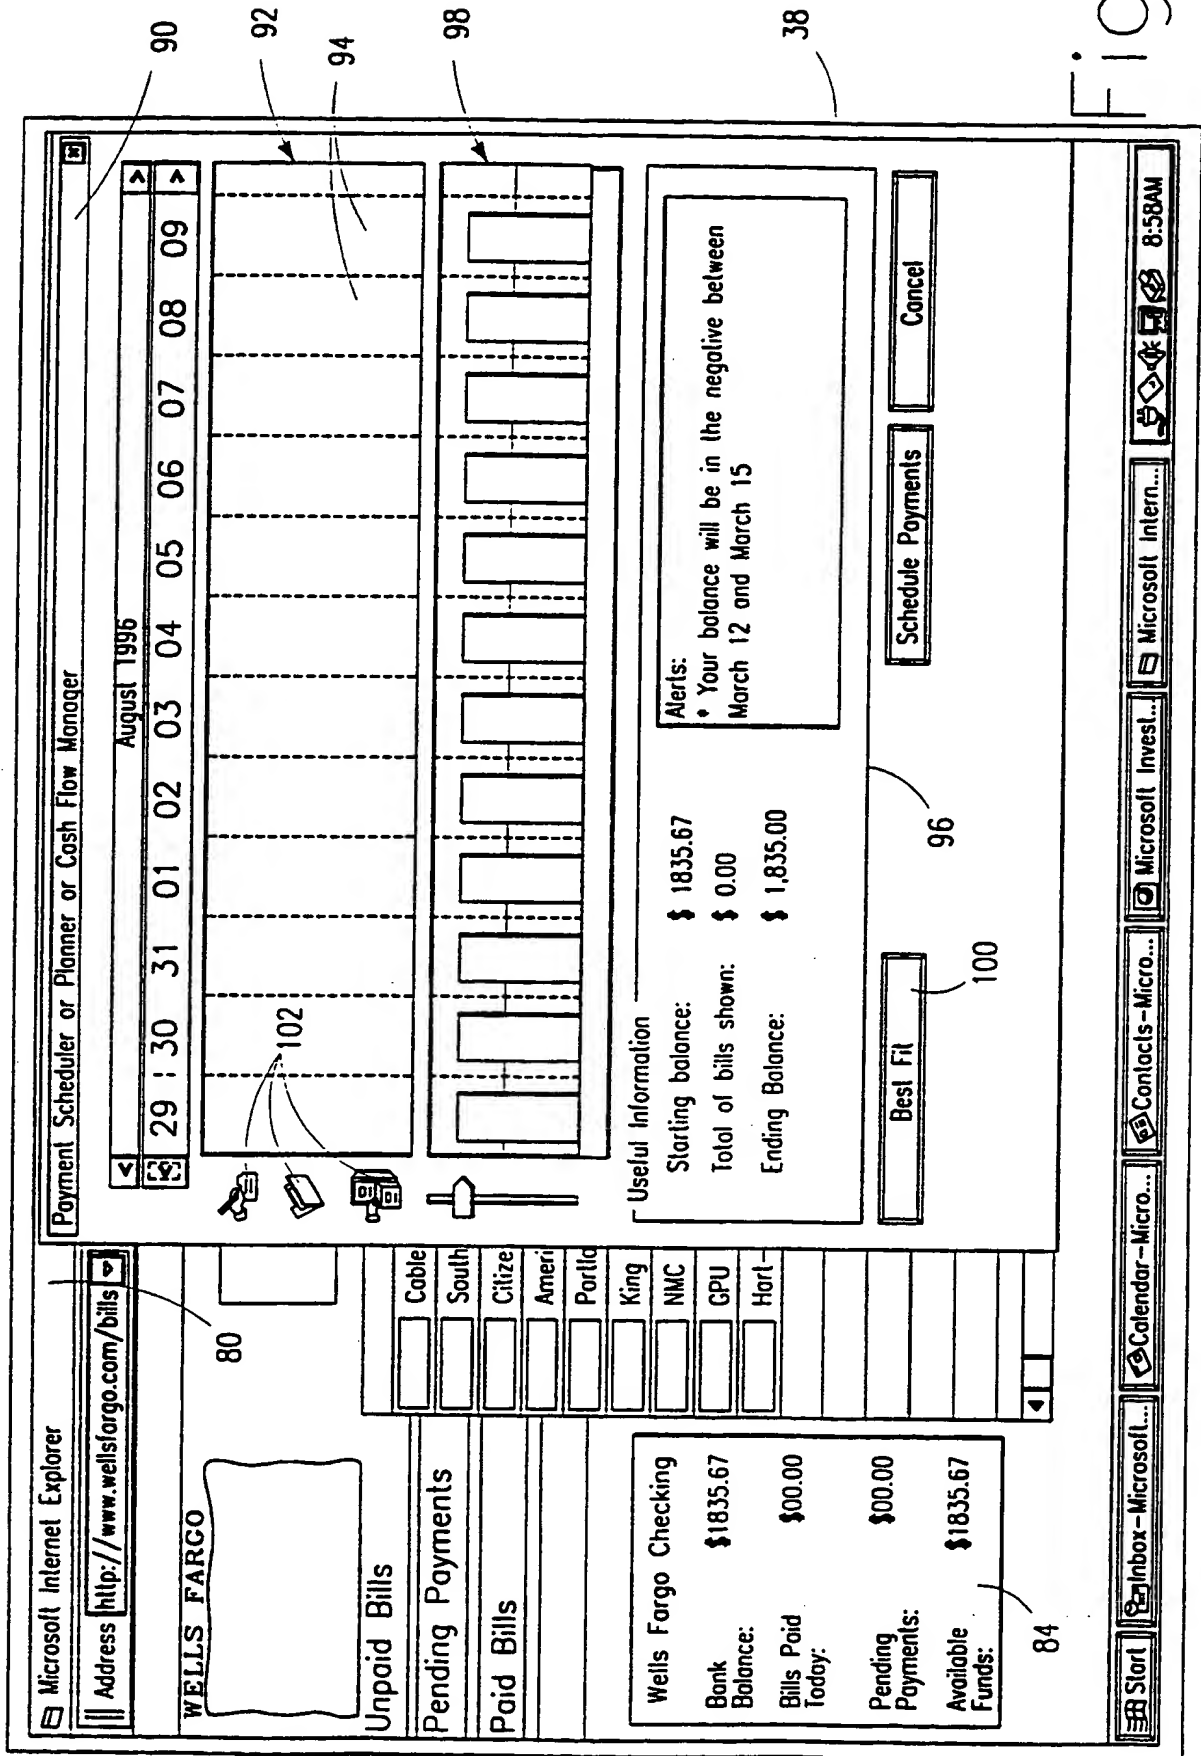 Microsoft Internet Explorer
Address http://www.wellsfargo.com/bills
WELLS FARGO
Unpaid Bills
Pending Payments
Paid Bills
Cable
South
Citize
Ameri
Portla
King
NMC
GPU
Hart-
Wells Fargo Checking
Bank Balance: $1835.67
Bills Paid Today: $00.00
Pending Payments: $00.00
Available Funds: $1835.67
80
84
Payment Scheduler or Planner or Cash Flow Manager
August 1996
29 30 31 01 02 03 04 05 06 07 08 09
102
Useful Information
Starting balance: $ 1835.67
Total of bills shown: $ 0.00
Ending Balance: $ 1,835.00
Alerts:
* Your balance will be in the negative between
March 12 and March 15
Best Fit
Schedule Payments
Cancel
100
96
90
92
94
98
38
Start
Inbox-Microsoft...
Calendar-Micro...
Contacts-Micro...
Microsoft Invest...
Microsoft Intern...
8:58AM
Fig